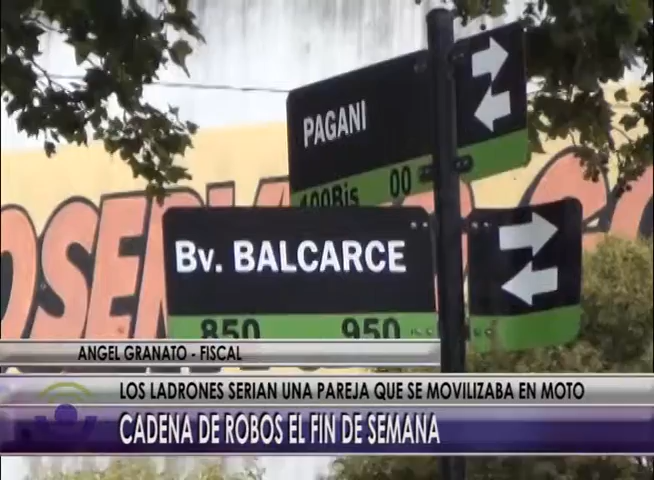 PAGANI
100Bis 00
Bv. BALCARCE
850 950
ANGEL GRANATO - FISCAL
LOS LADRONES SERIAN UNA PAREJA QUE SE MOVILIZABA EN MOTO
CADENA DE ROBOS EL FIN DE SEMANA